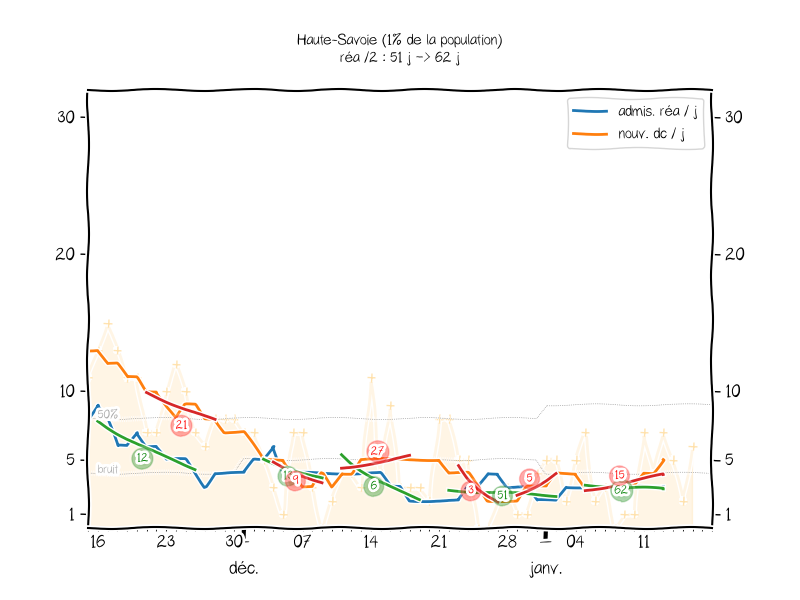 Haute-Savoie (1% de la population)
réa /2 : 51 j -> 62 j
admis. réa / j
nouv. dc / j
30 30
20 20
10 10
50%
21
12
27
5 5
bruit
9
6
3
51
5
15
62
1 1
16 23 30 07 14 21 28 04 11
déc. janv.